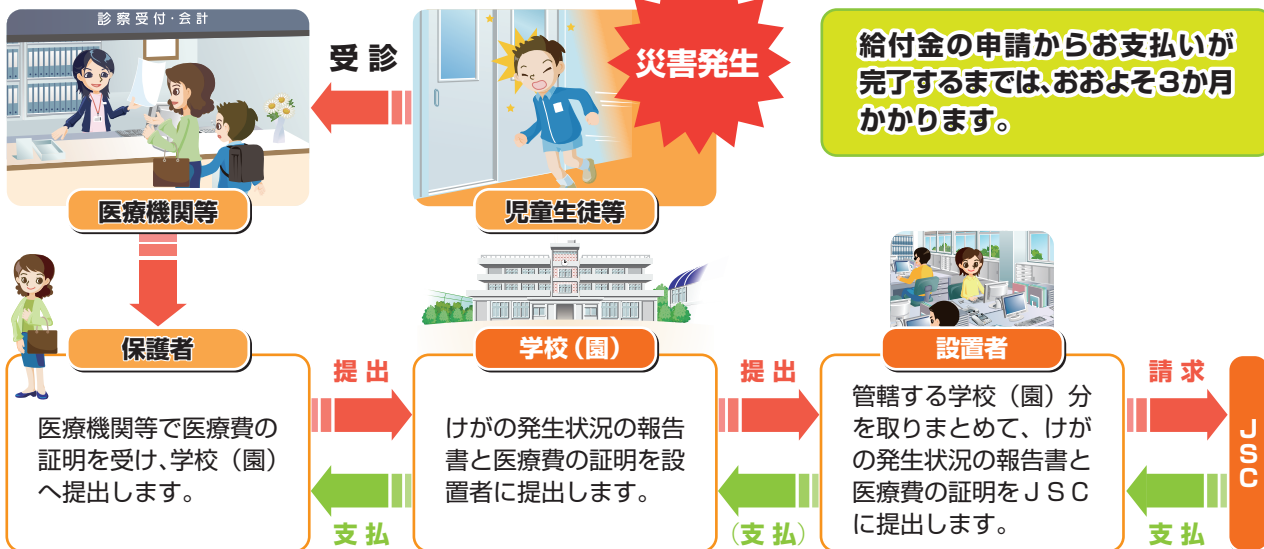 診察受付・会計
受診
災害発生
給付金の申請からお支払いが
完了するまでは、おおよそ3か月
かかります。
医療機関等
児童生徒等
保護者
医療機関等で医療費の
証明を受け、学校（園）
へ提出します。
提出
支払
学校（園）
けがの発生状況の報告
書と医療費の証明を設
置者に提出します。
提出
（支払）
設置者
管轄する学校（園）分
を取りまとめて、けが
の発生状況の報告書と
医療費の証明をＪＳＣ
に提出します。
請求
支払
JSC